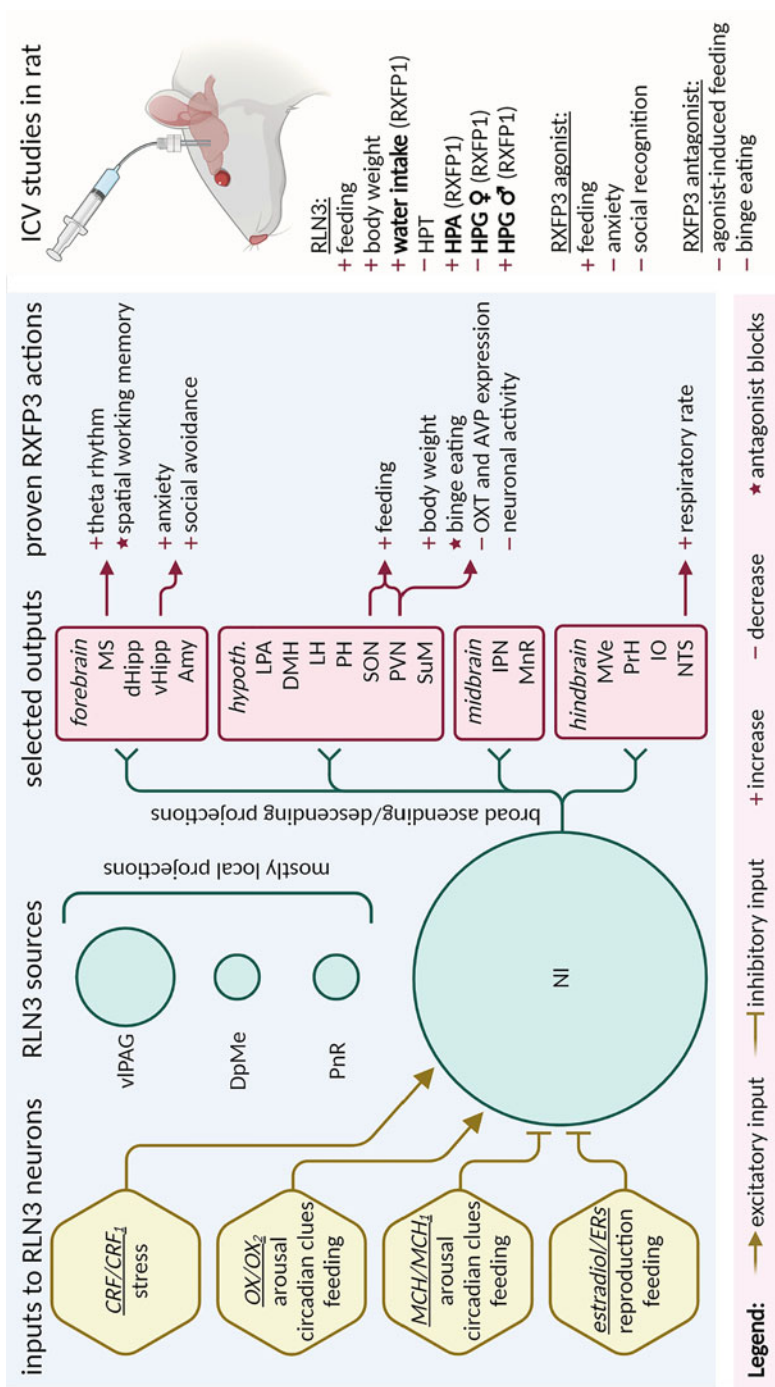 inputs to RLN3 neurons
CRF/CRF1
stress
OX/OX2
arousal
circadian clues
feeding
MCH/MCH1
arousal
circadian clues
feeding
estradiol/ERs
reproduction
feeding
RLN3 sources
vlPAG
DpMe
PnR
mostly local projections
NI
broad ascending/descending projections
selected outputs
forebrain
MS
dHipp
vHipp
Amy
hypoth.
LPA
DMH
LH
PH
SON
PVN
SuM
midbrain
IPN
MnR
hindbrain
MVe
PrH
IO
NTS
proven RXFP3 actions
+ theta rhythm
★ spatial working memory
+ anxiety
+ social avoidance
+ feeding
+ body weight
★ binge eating
− OXT and AVP expression
− neuronal activity
+ respiratory rate
ICV studies in rat
RLN3:
+ feeding
+ body weight
+ water intake (RXFP1)
− HPT
+ HPA (RXFP1)
− HPG ♀ (RXFP1)
+ HPG ♂ (RXFP1)
RXFP3 agonist:
+ feeding
− anxiety
− social recognition
RXFP3 antagonist:
− agonist-induced feeding
− binge eating
Legend: excitatory input inhibitory input + increase − decrease ★ antagonist blocks